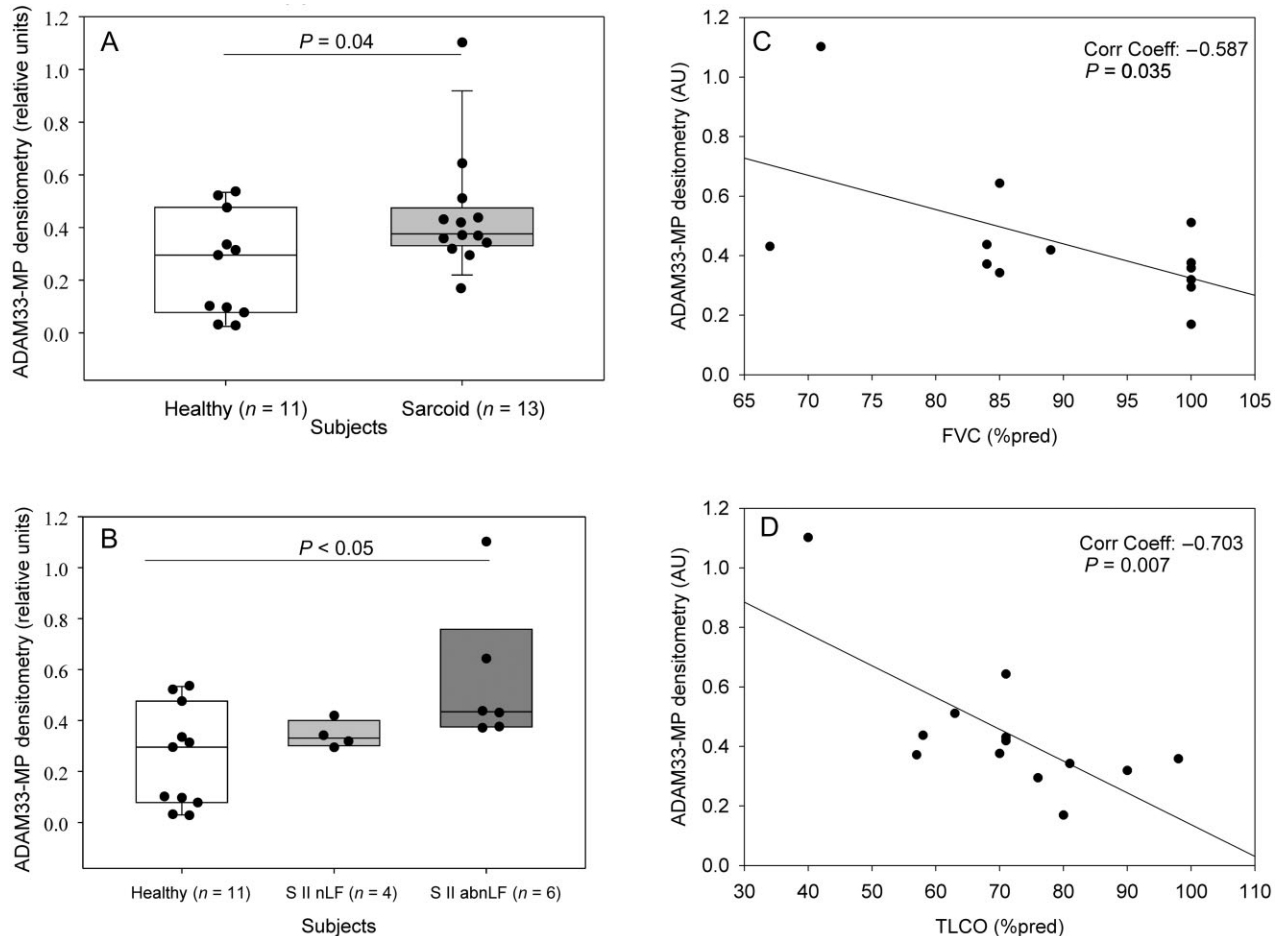 A
P = 0.04
ADAM33-MP densitometry (relative units)
1.2
1.0
0.8
0.6
0.4
0.2
0.0
Healthy (n = 11)
Sarcoid (n = 13)
Subjects
C
Corr Coeff: –0.587
P = 0.035
ADAM33-MP desitometry (AU)
1.2
1.0
0.8
0.6
0.4
0.2
0.0
65 70 75 80 85 90 95 100 105
FVC (%pred)
B
P < 0.05
ADAM33-MP densitometry (relative units)
1.2
1.0
0.8
0.6
0.4
0.2
0.0
Healthy (n = 11) S II nLF (n = 4) S II abnLF (n = 6)
Subjects
D
Corr Coeff: –0.703
P = 0.007
ADAM33-MP densitometry (AU)
1.2
1.0
0.8
0.6
0.4
0.2
0.0
30 40 50 60 70 80 90 100 110
TLCO (%pred)